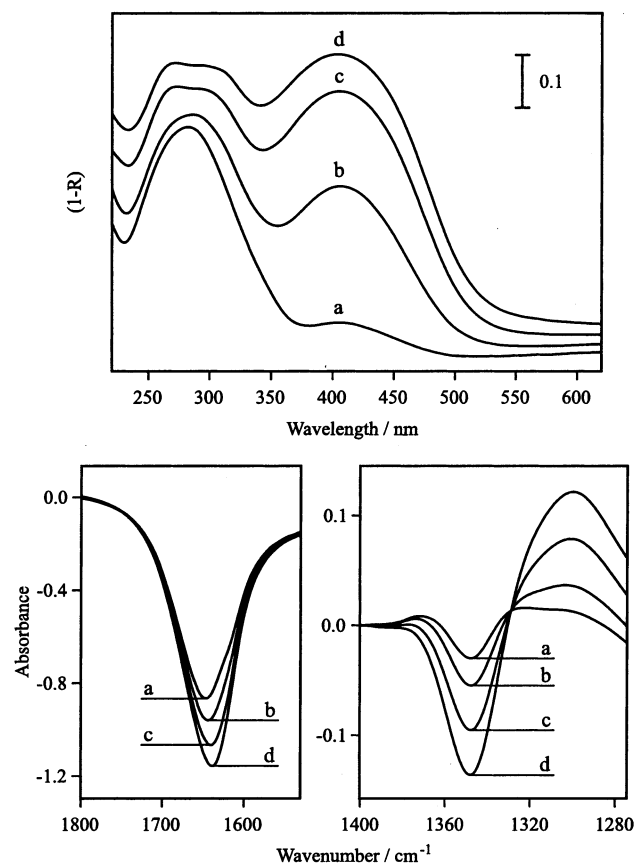 d
c
0.1
b
a
(1-R)
250 300 350 400 450 500 550 600
Wavelength / nm
0.0
-0.4
-0.8
-1.2
Absorbance
a
b
c
d
1800 1700 1600
0.1
0.0
-0.1
a
b
c
d
1400 1360 1320 1280
Wavenumber / cm-1